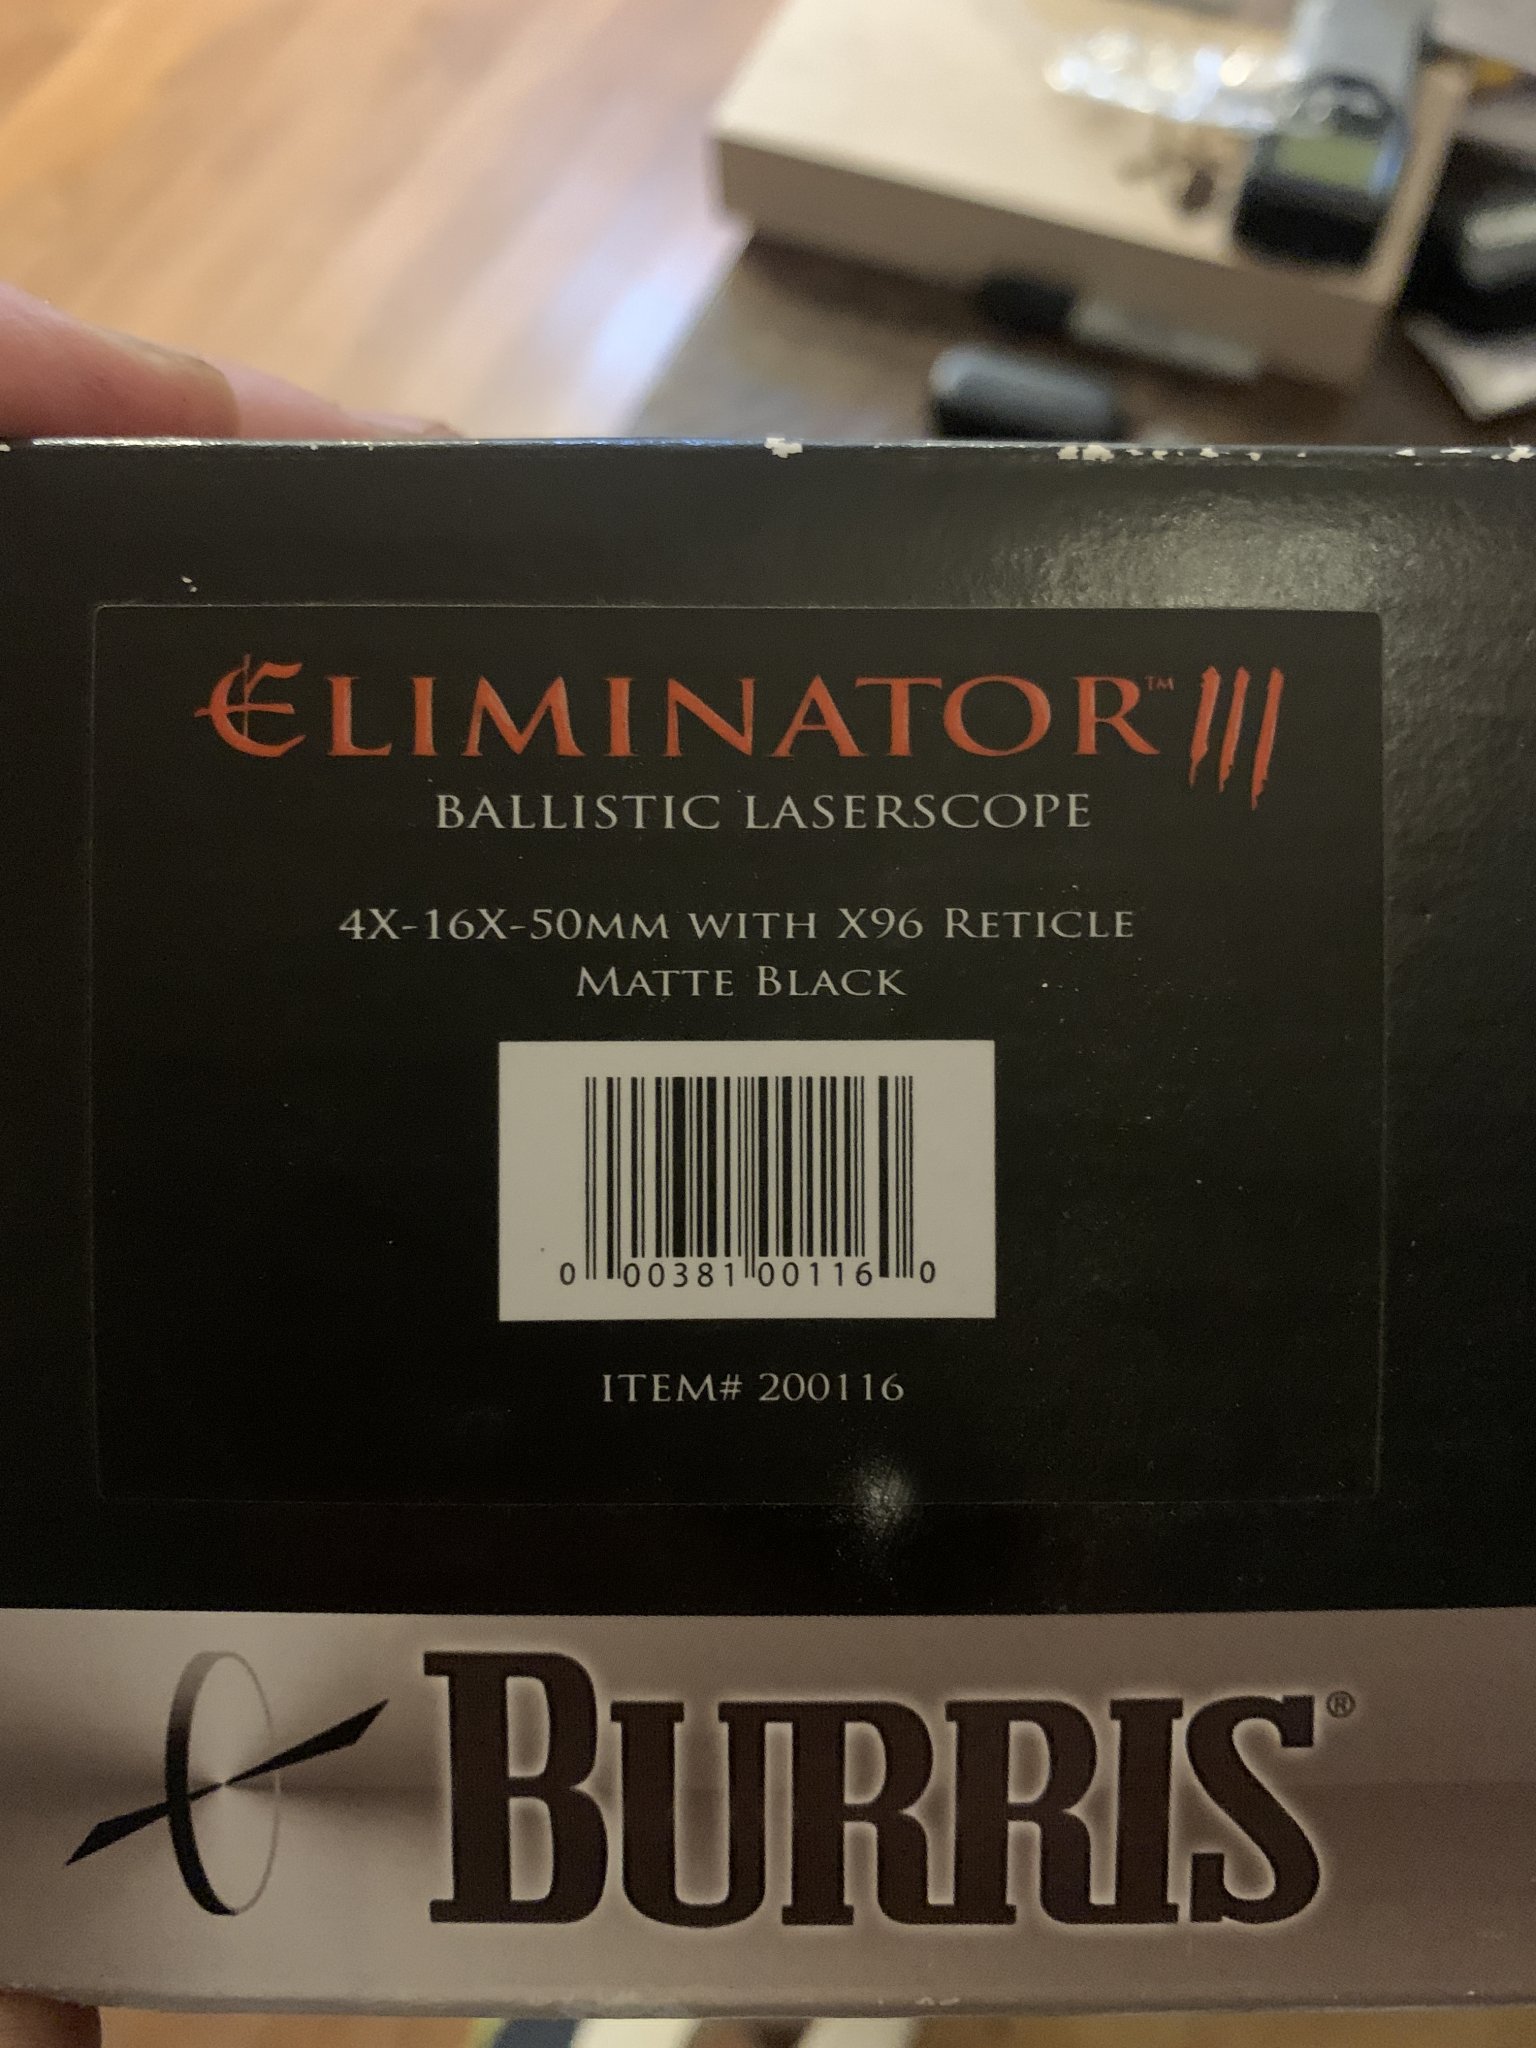 ELIMINATOR™ III
BALLISTIC LASERSCOPE
4X-16X-50MM WITH X96 RETICLE
MATTE BLACK
0 00381 00116 0
ITEM# 200116
BURRIS®